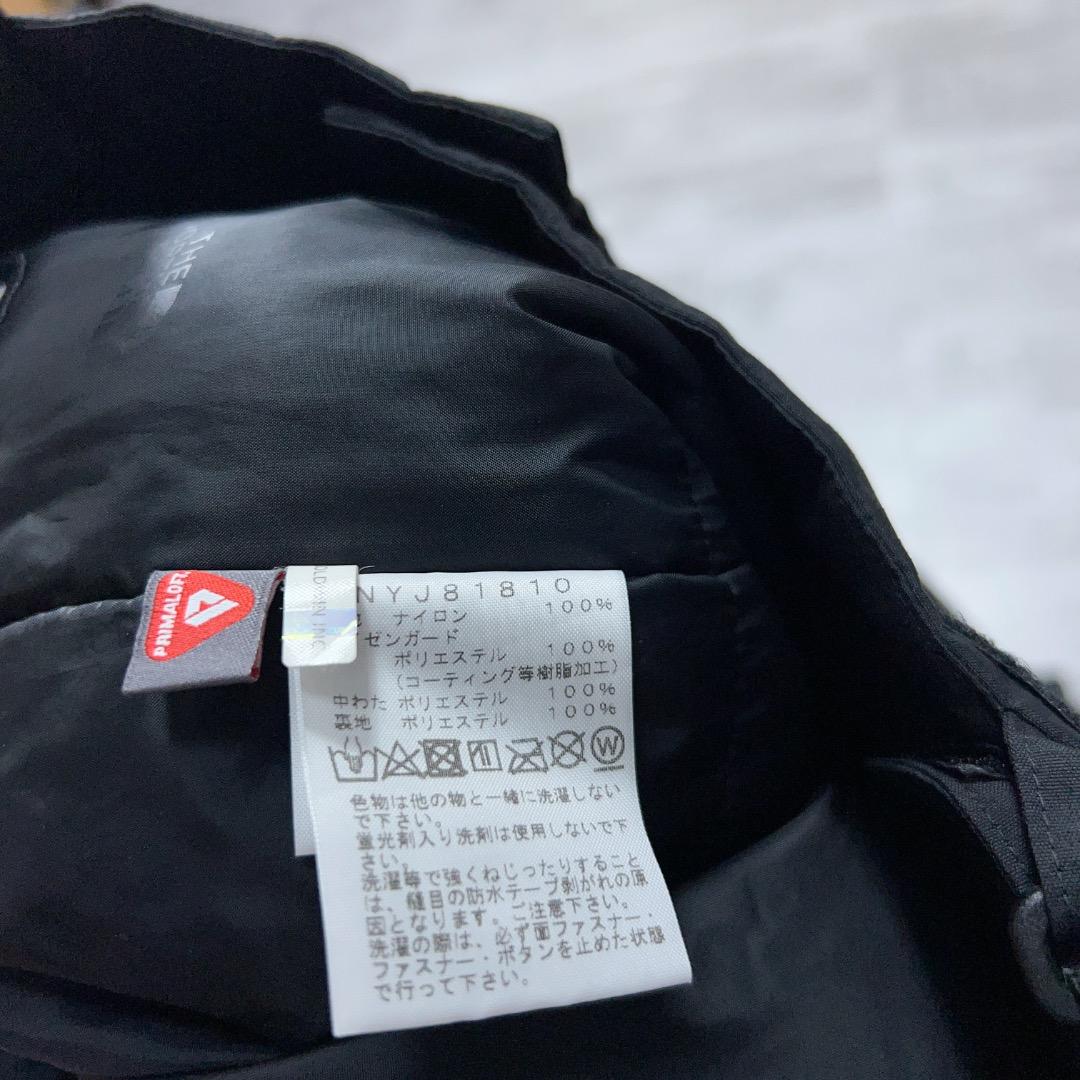 THE
PRIMALOFT
NYJ81810
ナイロン 100%
ゼンガード
ポリエステル 100%
(コーティング等樹脂加工)
中わた ポリエステル 100%
裏地 ポリエステル 100%
W
色物は他の物と一緒に洗濯しない
で下さい。
蛍光剤入り洗剤は使用しないで下
さい。
洗濯等で強くねじったりすること
は、縫目の防水テープ剥がれの原
因となります。ご注意下さい。
洗濯の際は、必ず面ファスナー・
ファスナー・ボタンを止めた状態
で行って下さい。